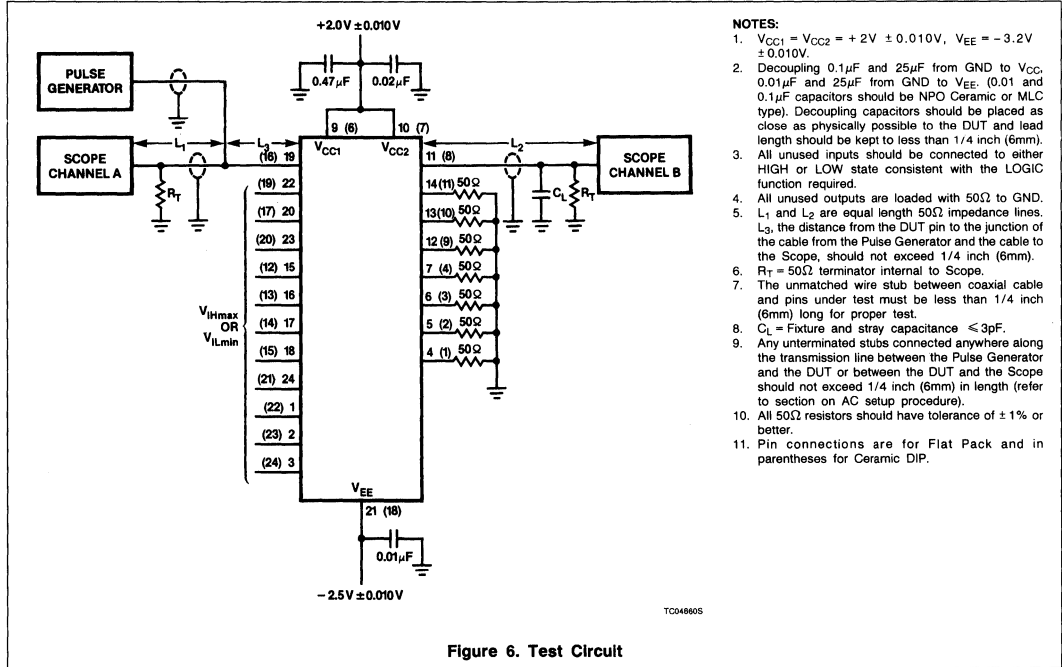 +2.0V ±0.010V
0.47μF
0.02μF
PULSE
GENERATOR
L1
L3
SCOPE
CHANNEL A
RT
9 (6)
10 (7)
VCC1
VCC2
(16) 19
11 (8)
L2
SCOPE
CHANNEL B
CL
RT
(19) 22
(17) 20
(20) 23
(12) 15
(13) 16
(14) 17
(15) 18
(21) 24
(22) 1
(23) 2
(24) 3
VIHmax
OR
VILmin
14 (11) 50Ω
13(10) 50Ω
12 (9) 50Ω
7 (4) 50Ω
6 (3) 50Ω
5 (2) 50Ω
4 (1) 50Ω
VEE
21 (18)
0.01μF
−2.5V ±0.010V
TC04860S
NOTES:
1. VCC1 = VCC2 = +2V ±0.010V, VEE = −3.2V
±0.010V.
2. Decoupling 0.1μF and 25μF from GND to VCC,
0.01μF and 25μF from GND to VEE. (0.01 and
0.1μF capacitors should be NPO Ceramic or MLC
type). Decoupling capacitors should be placed as
close as physically possible to the DUT and lead
length should be kept to less than 1/4 inch (6mm).
3. All unused inputs should be connected to either
HIGH or LOW state consistent with the LOGIC
function required.
4. All unused outputs are loaded with 50Ω to GND.
5. L1 and L2 are equal length 50Ω impedance lines.
L3, the distance from the DUT pin to the junction of
the cable from the Pulse Generator and the cable to
the Scope, should not exceed 1/4 inch (6mm).
6. RT = 50Ω terminator internal to Scope.
7. The unmatched wire stub between coaxial cable
and pins under test must be less than 1/4 inch
(6mm) long for proper test.
8. CL = Fixture and stray capacitance ⩽ 3pF.
9. Any unterminated stubs connected anywhere along
the transmission line between the Pulse Generator
and the DUT or between the DUT and the Scope
should not exceed 1/4 inch (6mm) in length (refer
to section on AC setup procedure).
10. All 50Ω resistors should have tolerance of ±1% or
better.
11. Pin connections are for Flat Pack and in
parentheses for Ceramic DIP.
Figure 6. Test Circuit